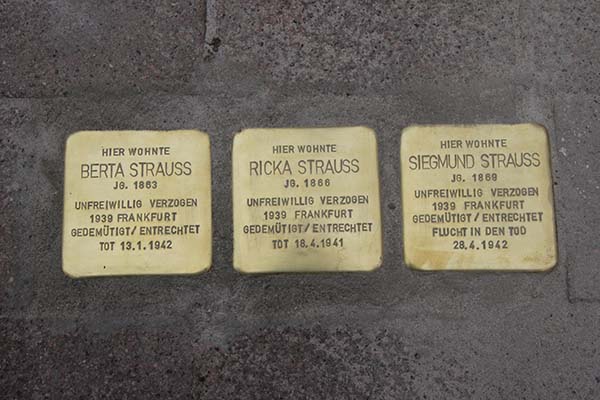 HIER WOHNTE
BERTA STRAUSS
JG. 1863
UNFREIWILLIG VERZOGEN
1939 FRANKFURT
GEDEMÜTIGT/ENTRECHTET
TOT 13.1.1942
HIER WOHNTE
RICKA STRAUSS
JG. 1866
UNFREIWILLIG VERZOGEN
1939 FRANKFURT
GEDEMÜTIGT/ENTRECHTET
TOT 18.4.1941
HIER WOHNTE
SIEGMUND STRAUSS
JG. 1869
UNFREIWILLIG VERZOGEN
1939 FRANKFURT
GEDEMÜTIGT/ENTRECHTET
FLUCHT IN DEN TOD
28.4.1942